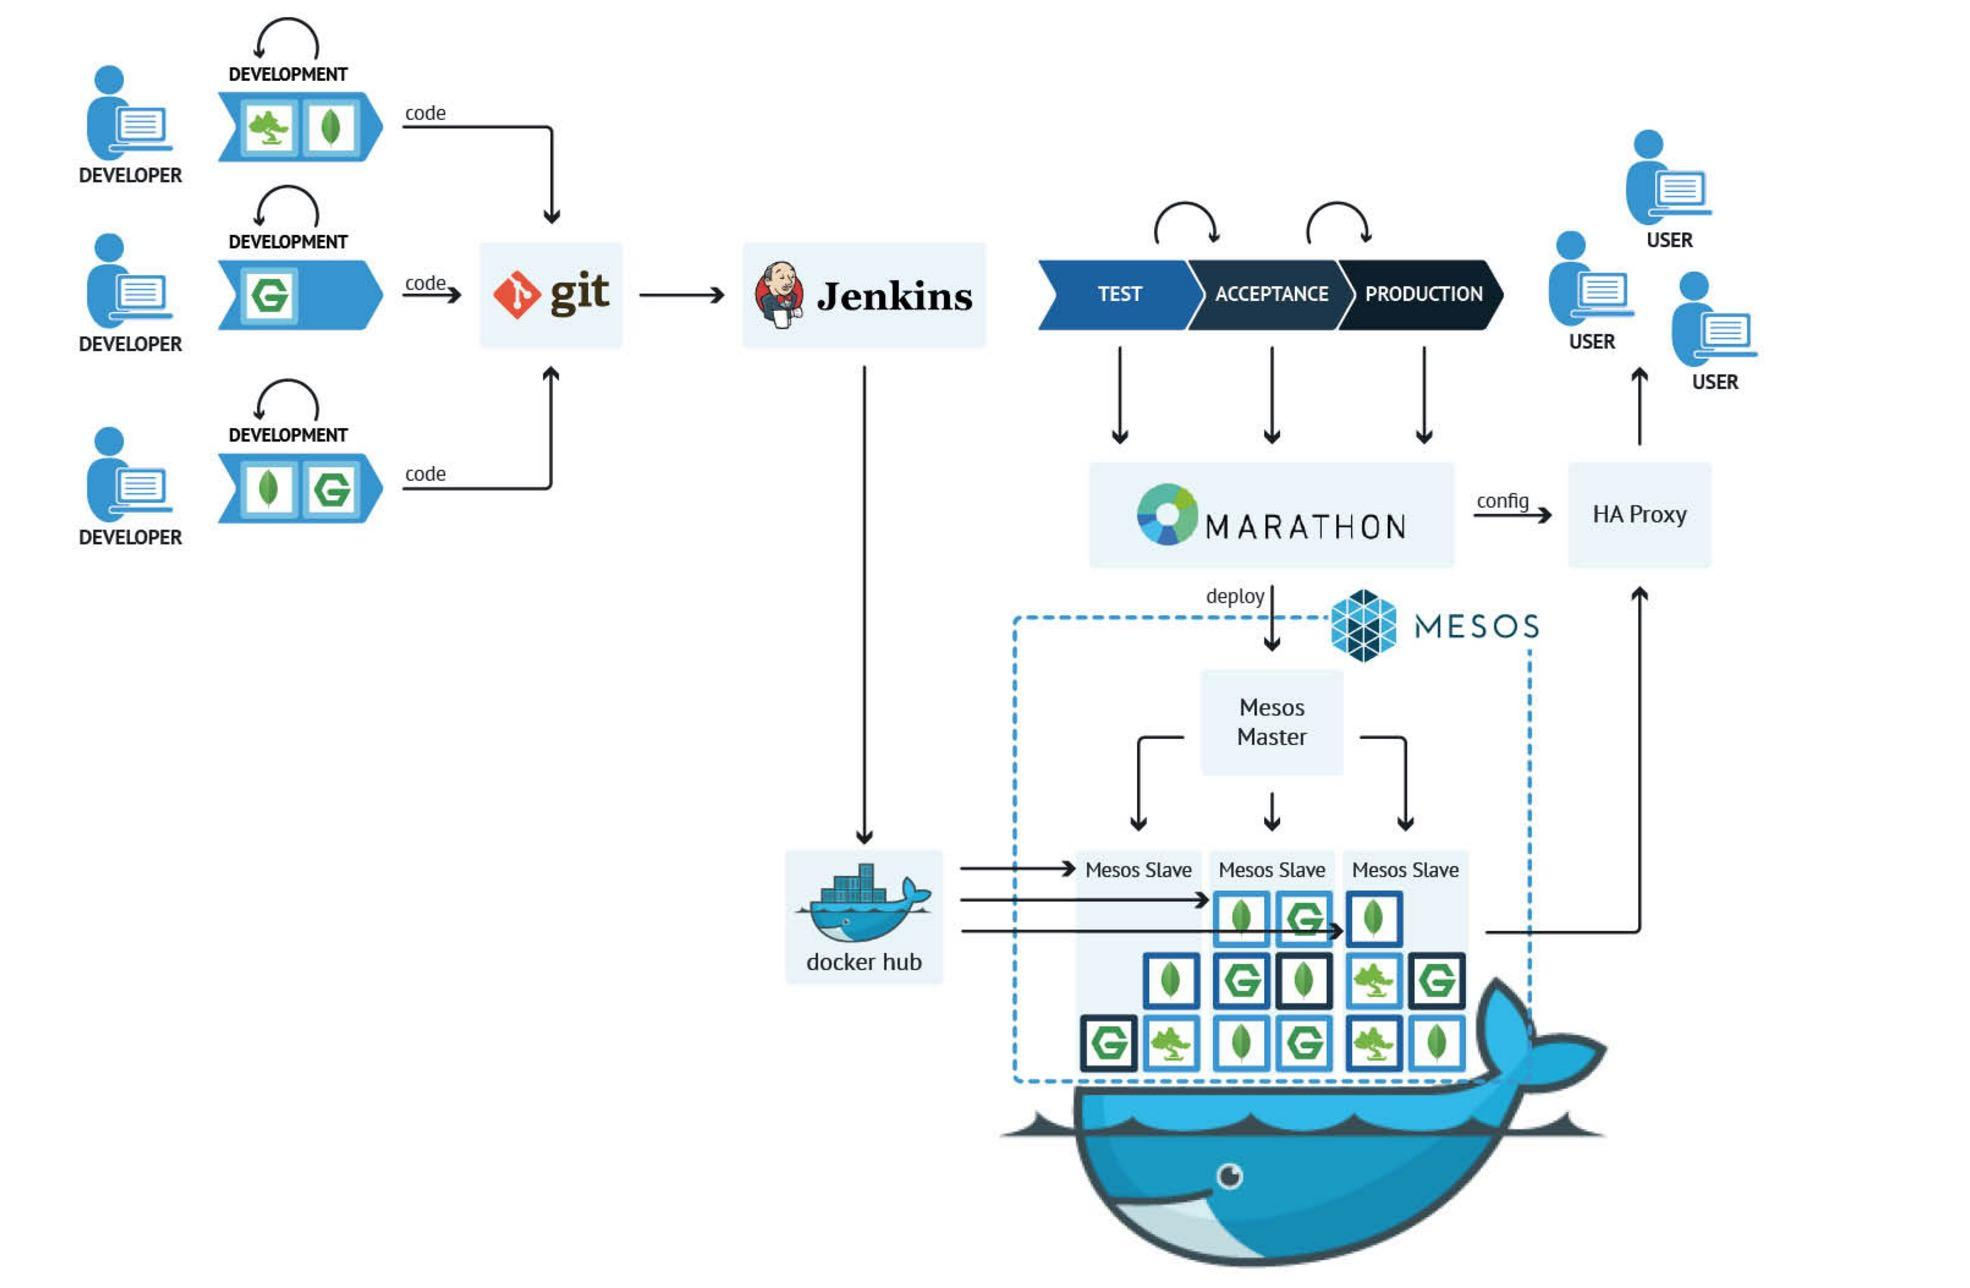 DEVELOPMENT
DEVELOPER
code
DEVELOPMENT
DEVELOPER
code
DEVELOPMENT
DEVELOPER
code
git
Jenkins
TEST
ACCEPTANCE
PRODUCTION
USER
USER
USER
MARATHON
config
HA Proxy
deploy
MESOS
Mesos
Master
docker hub
Mesos Slave
Mesos Slave
Mesos Slave